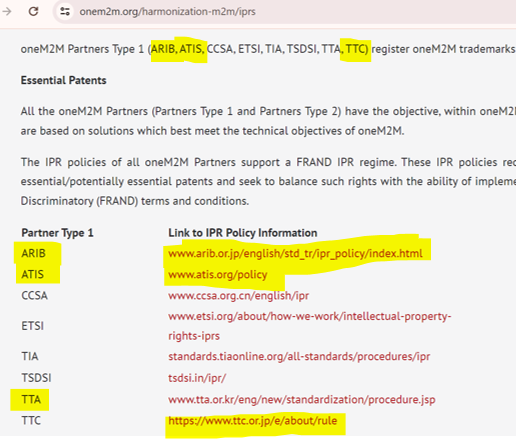 onem2m.org/harmonization-m2m/iprs
oneM2M Partners Type 1 (ARIB, ATIS, CCSA, ETSI, TIA, TSDSI, TTA, TTC) register oneM2M trademarks
Essential Patents
All the oneM2M Partners (Partners Type 1 and Partners Type 2) have the objective, within oneM2
are based on solutions which best meet the technical objectives of oneM2M.
The IPR policies of all oneM2M Partners support a FRAND IPR regime. These IPR policies rec
essential/potentially essential patents and seek to balance such rights with the ability of impleme
Discriminatory (FRAND) terms and conditions.
Partner Type 1 Link to IPR Policy Information
ARIB www.arib.or.jp/english/std_tr/ipr_policy/index.html
ATIS www.atis.org/policy
CCSA www.ccsa.org.cn/english/ipr
ETSI www.etsi.org/about/how-we-work/intellectual-property-
rights-iprs
TIA standards.tiaonline.org/all-standards/procedures/ipr
TSDSI tsdsi.in/ipr/
TTA www.tta.or.kr/eng/new/standardization/procedure.jsp
TTC https://www.ttc.or.jp/e/about/rule